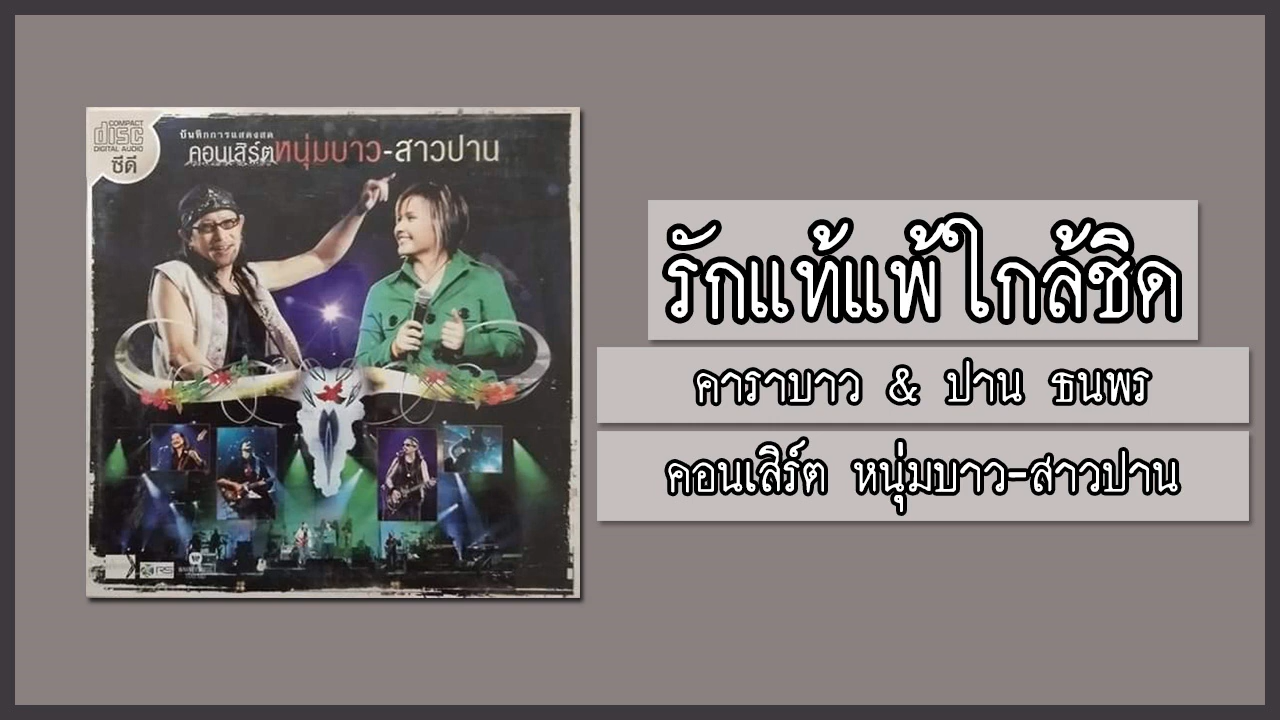 COMPACT
disc
DIGITAL AUDIO
ซีดี
บันทึกการแสดงสด
คอนเสิร์ตหนุ่มบาว-สาวปาน
RS
รักแท้แพ้ใกล้ชิด
คาราบาว & ปาน ธนพร
คอนเสิร์ต หนุ่มบาว-สาวปาน